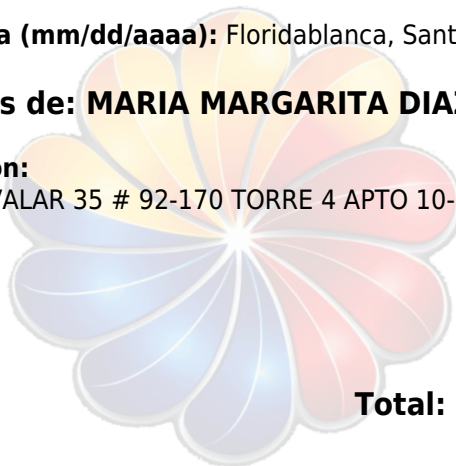 a (mm/dd/aaaa): Floridablanca, Sant
s de: MARIA MARGARITA DIAZ
on:
VALAR 35 # 92-170 TORRE 4 APTO 10-
Total: